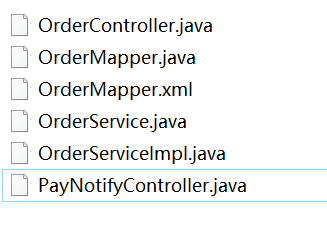 OrderController.java
OrderMapper.java
OrderMapper.xml
OrderService.java
OrderServiceImpl.java
PayNotifyController.java